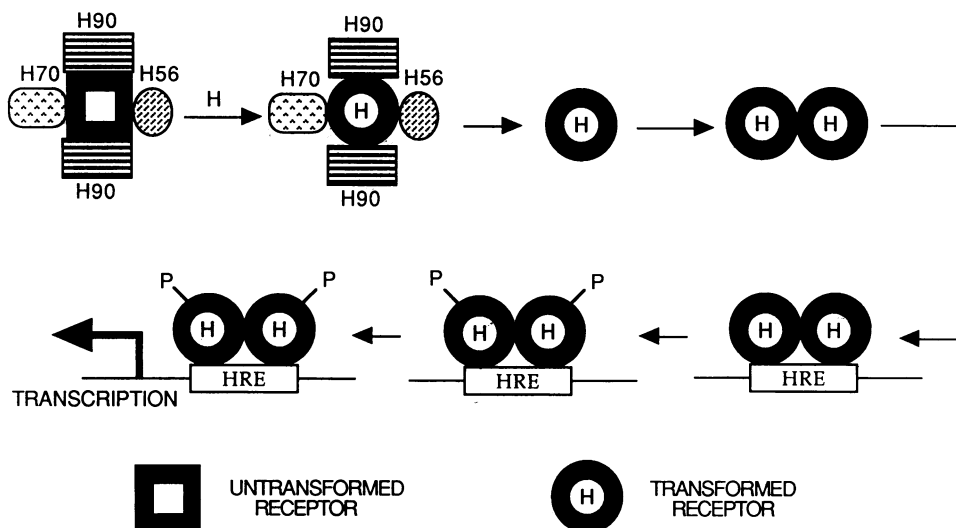 H90
H70
H56
H90
H
H90
H70
H56
H
H90
H
H H
P P
H H
HRE
TRANSCRIPTION
P P
H H
HRE
H H
HRE
UNTRANSFORMED
RECEPTOR
H
TRANSFORMED
RECEPTOR